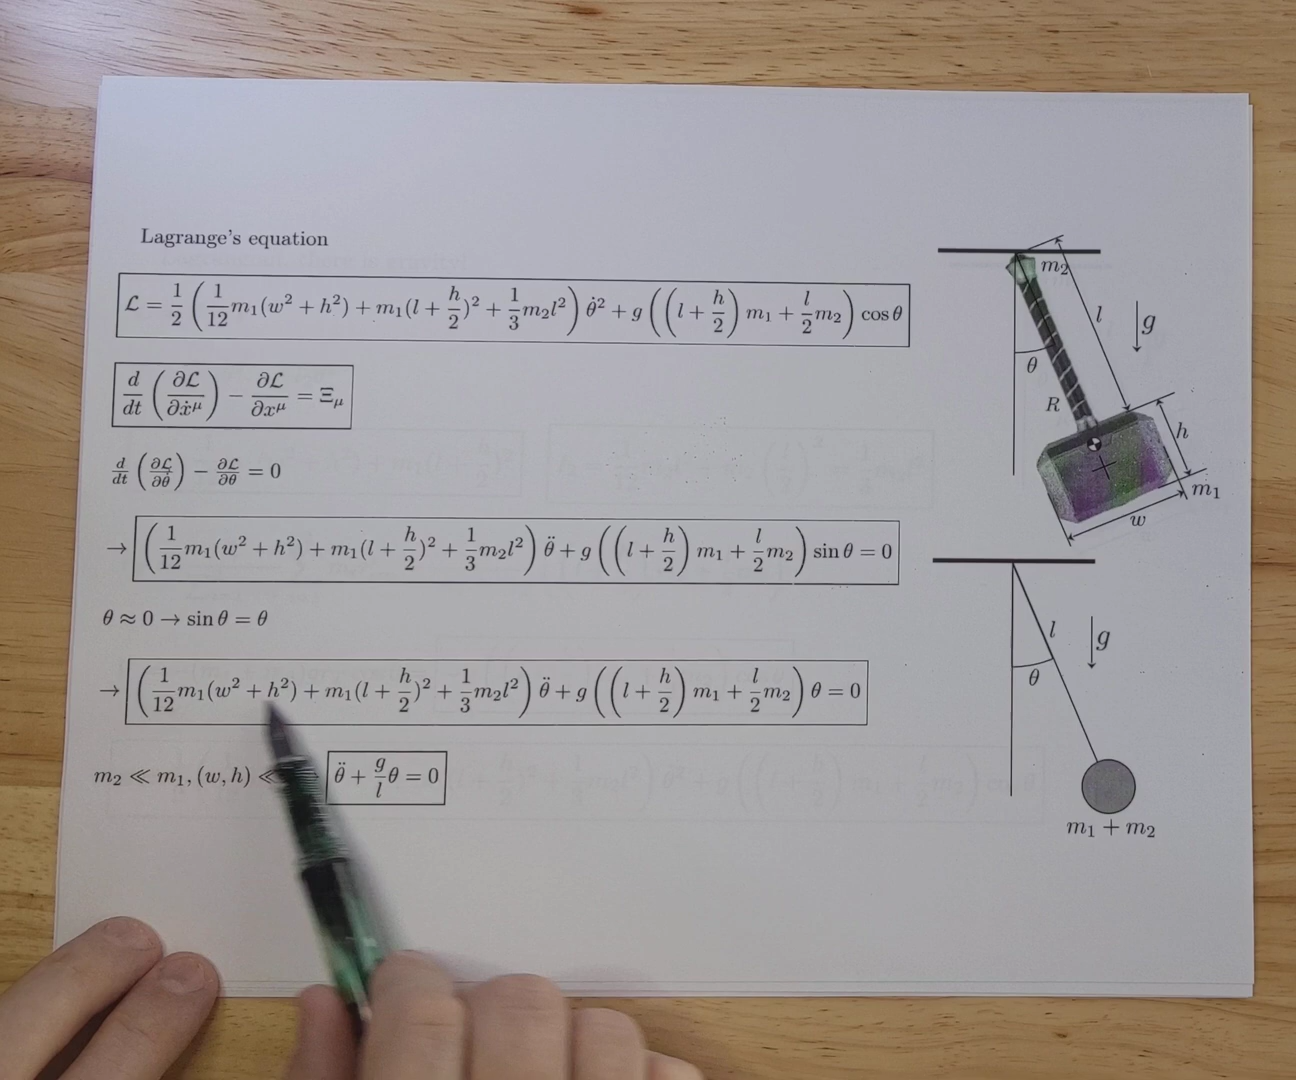 Lagrange's equation
ℒ = 1/2 (1/12 m₁(w² + h²) + m₁(l + h/2)² + 1/3 m₂l²) θ̇² + g ((l + h/2) m₁ + l/2 m₂) cos θ
d/dt (∂ℒ/∂ẋ^μ) − ∂ℒ/∂x^μ = Ξ_μ
d/dt (∂ℒ/∂θ̇) − ∂ℒ/∂θ = 0
→ (1/12 m₁(w² + h²) + m₁(l + h/2)² + 1/3 m₂l²) θ̈ + g ((l + h/2) m₁ + l/2 m₂) sin θ = 0
θ ≈ 0 → sin θ = θ
→ (1/12 m₁(w² + h²) + m₁(l + h/2)² + 1/3 m₂l²) θ̈ + g ((l + h/2) m₁ + l/2 m₂) θ = 0
m₂ ≪ m₁, (w, h) ≪ θ̈ + g/l θ = 0
m₂
l
g
θ
R
h
m₁
w
l
g
θ
m₁ + m₂